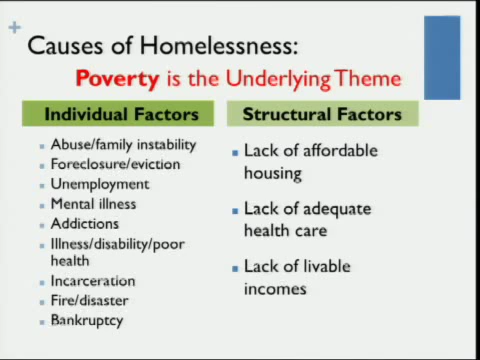 +
Causes of Homelessness:
Poverty is the Underlying Theme
Individual Factors
Abuse/family instability
Foreclosure/eviction
Unemployment
Mental illness
Addictions
Illness/disability/poor
health
Incarceration
Fire/disaster
Bankruptcy
Structural Factors
Lack of affordable
housing
Lack of adequate
health care
Lack of livable
incomes